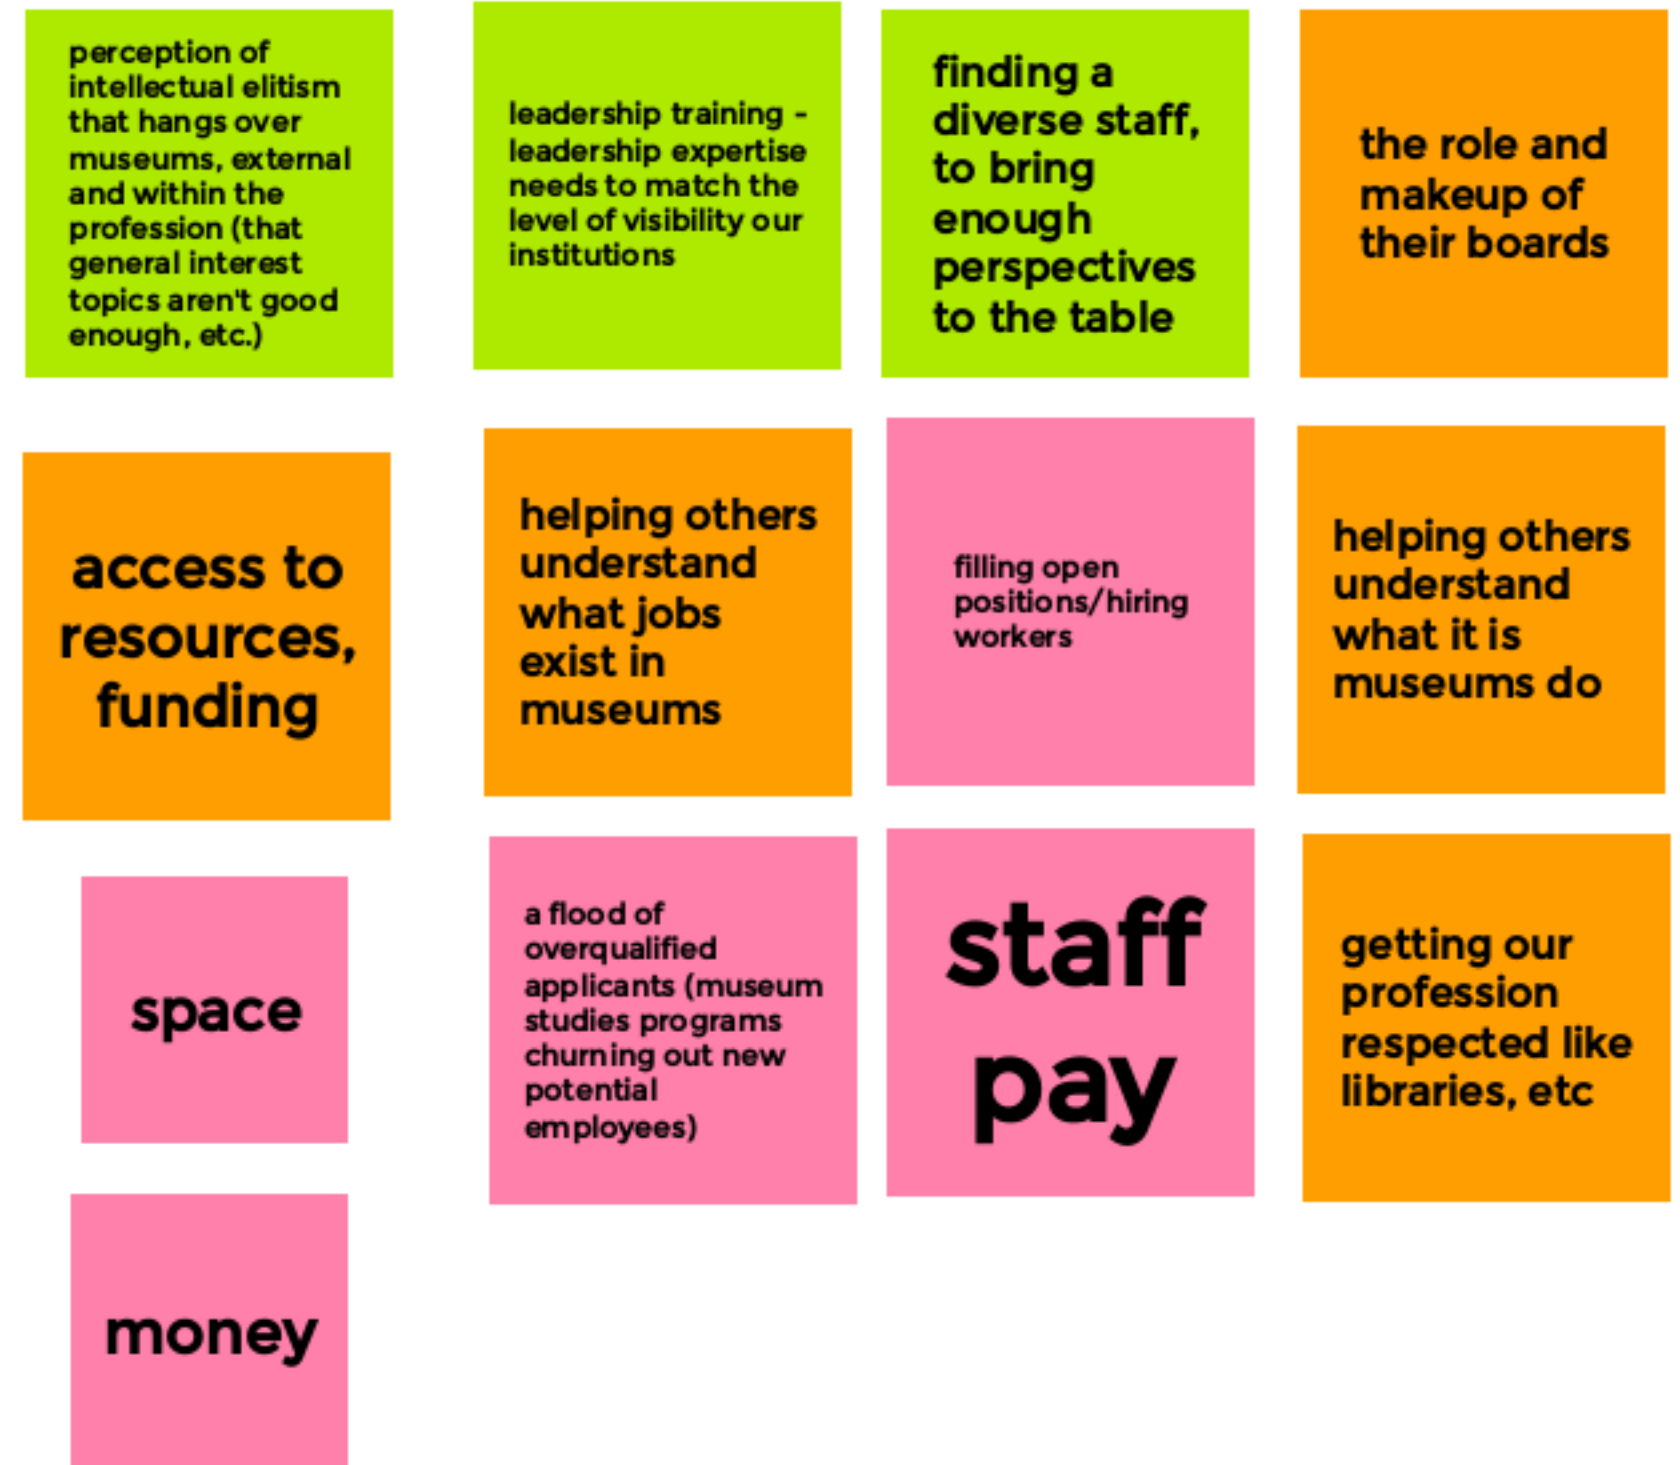 perception of
intellectual elitism
that hangs over
museums, external
and within the
profession (that
general interest
topics aren't good
enough, etc.)
leadership training -
leadership expertise
needs to match the
level of visibility our
institutions
finding a
diverse staff,
to bring
enough
perspectives
to the table
the role and
makeup of
their boards
access to
resources,
funding
helping others
understand
what jobs
exist in
museums
filling open
positions/hiring
workers
helping others
understand
what it is
museums do
space
a flood of
overqualified
applicants (museum
studies programs
churning out new
potential
employees)
staff
pay
getting our
profession
respected like
libraries, etc
money